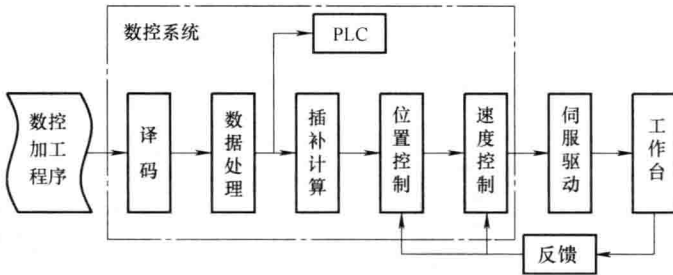 数控系统
PLC
数控
加工
程序
译码
数据处理
插补计算
位置控制
速度控制
伺服驱动
工作台
反馈